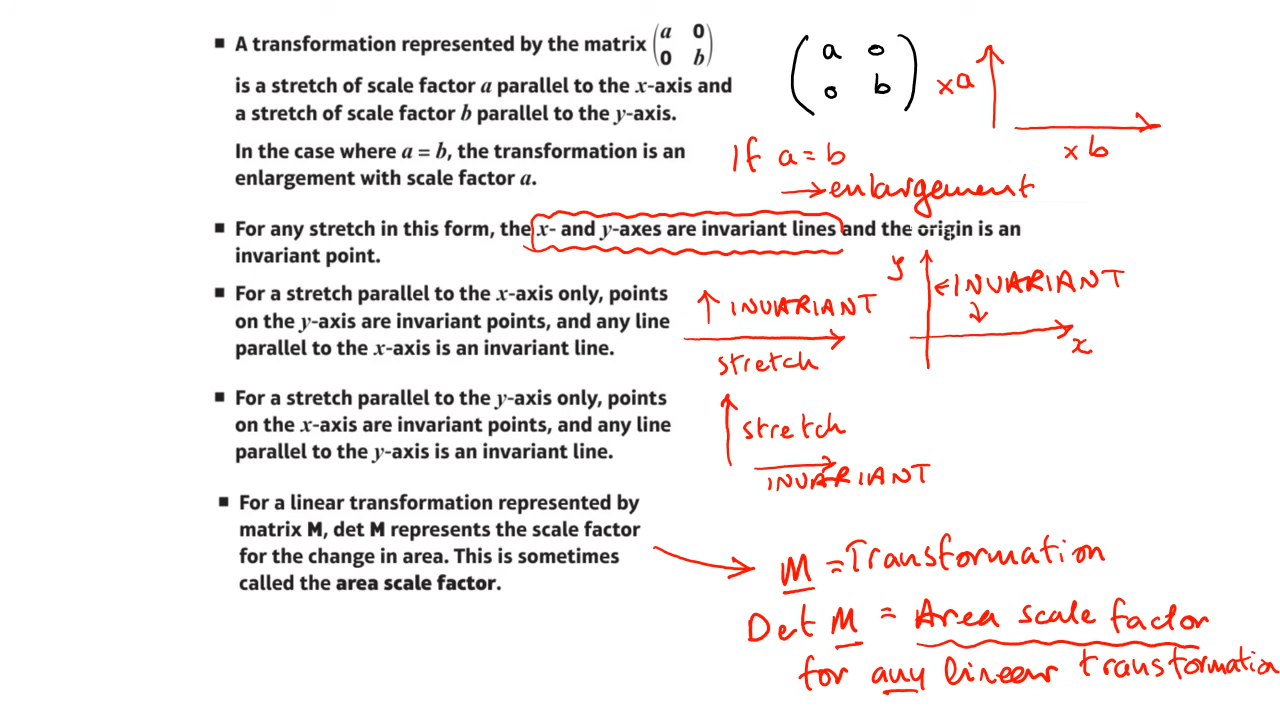 ■ A transformation represented by the matrix (a 0
0 b)
is a stretch of scale factor a parallel to the x-axis and
a stretch of scale factor b parallel to the y-axis.
In the case where a = b, the transformation is an
enlargement with scale factor a.
■ For any stretch in this form, the x- and y-axes are invariant lines and the origin is an
invariant point.
■ For a stretch parallel to the x-axis only, points
on the y-axis are invariant points, and any line
parallel to the x-axis is an invariant line.
■ For a stretch parallel to the y-axis only, points
on the x-axis are invariant points, and any line
parallel to the y-axis is an invariant line.
■ For a linear transformation represented by
matrix M, det M represents the scale factor
for the change in area. This is sometimes
called the area scale factor.
(a 0
0 b)
×a ↑
→
× b
If a = b
→ enlargement
y
← INVARIANT
↓
x
↑ INVARIANT
→
stretch
↑ stretch
→
INVARIANT
→ M = Transformation
Det M = Area scale factor
for any linear transformation